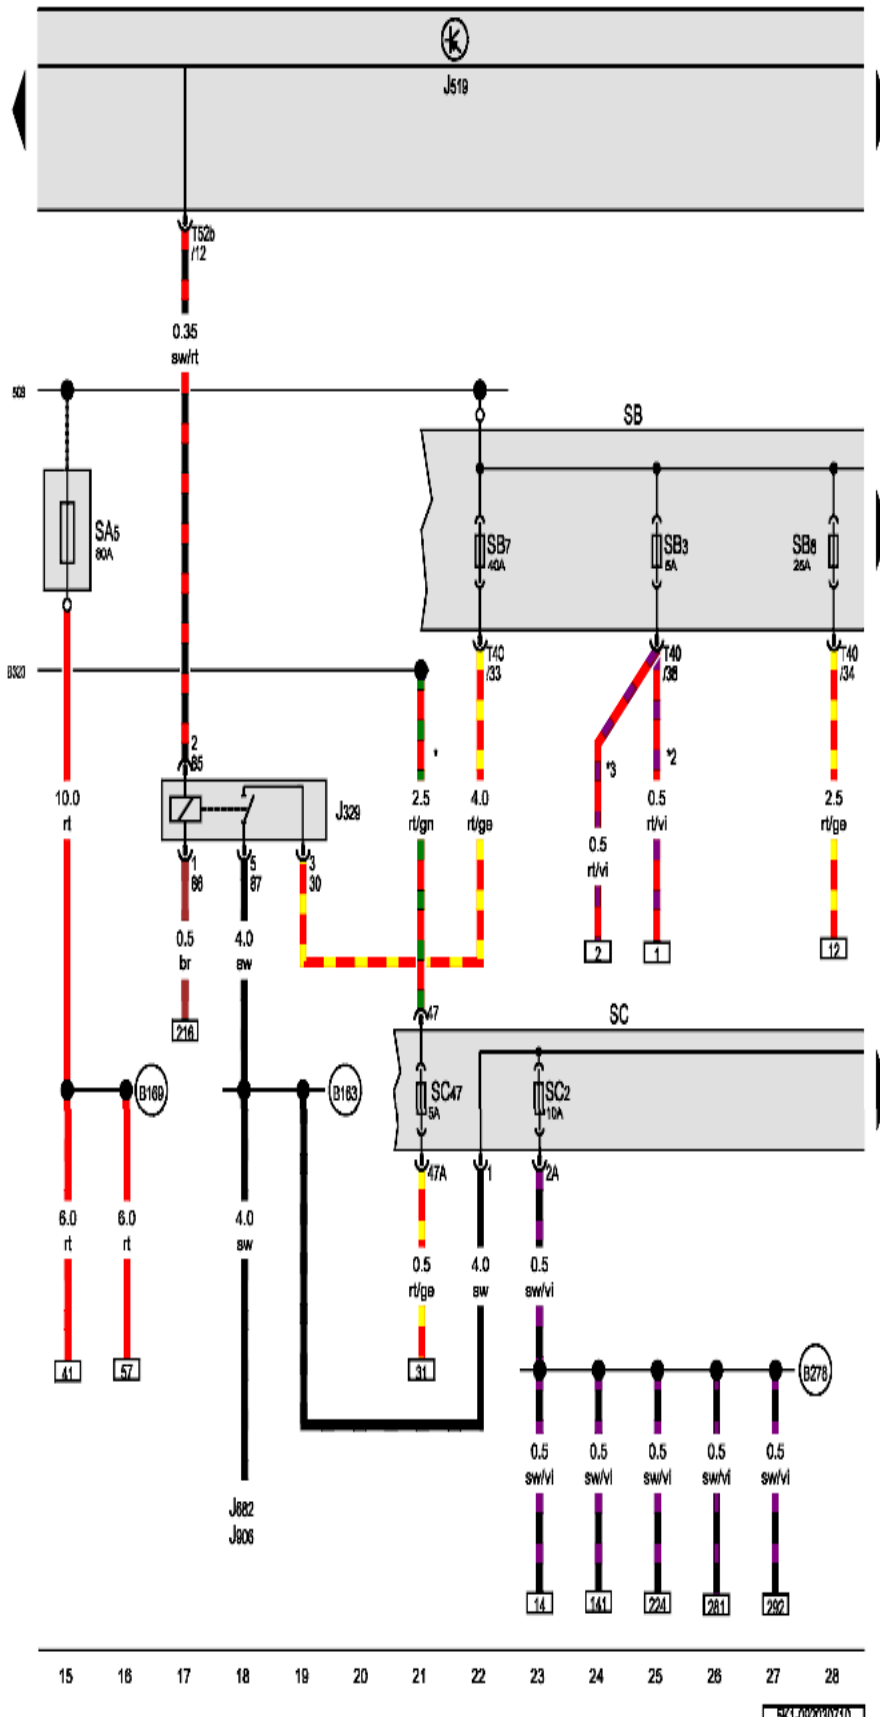 J519
T52b
/12
0.35
sw/rt
508
SB
SA5
80A
SB7
40A
SB3
5A
SB8
25A
B320
T40
/33
T40
/36
T40
/34
2
85
*
*3
*2
10.0
rt
J329
2.5
rt/gn
4.0
rt/ge
0.5
rt/vi
0.5
rt/vi
2.5
rt/ge
1
86
5
87
3
30
0.5
br
4.0
sw
2
1
12
216
47
SC
B169
B163
SC47
5A
SC2
10A
47A
1
2A
6.0
rt
6.0
rt
4.0
sw
0.5
rt/ge
4.0
sw
0.5
sw/vi
41
57
31
B278
0.5
sw/vi
0.5
sw/vi
0.5
sw/vi
0.5
sw/vi
0.5
sw/vi
J682
J906
14
141
224
281
292
15 16 17 18 19 20 21 22 23 24 25 26 27 28
5K1-092030710